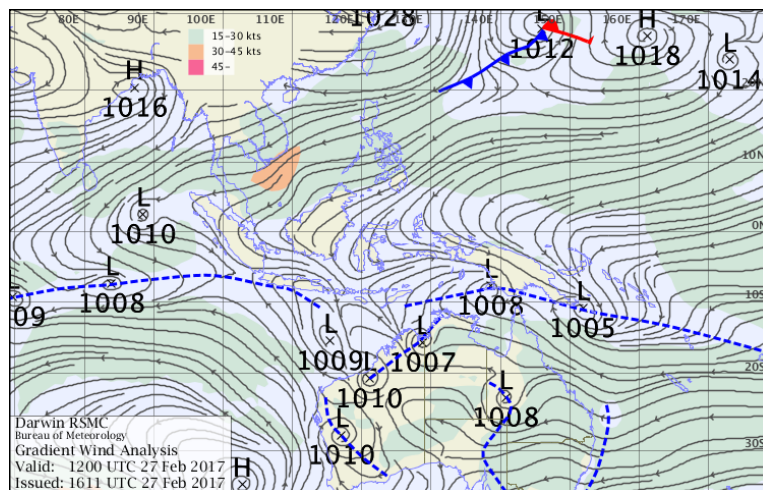 80E 90E 100E 110E 120E 130E 140E 150E 160E 170E
15-30 kts
30-45 kts
45-
1028
L
1012
H
1018
L
1014
H
1016
10N
L
1010
0N
L
1008
L
1008
10S
09
L
1005
L
1009
L
1007
L
1010
20S
L
1008
L
1010
30S
H
Darwin RSMC
Bureau of Meteorology
Gradient Wind Analysis
Valid: 1200 UTC 27 Feb 2017
Issued: 1611 UTC 27 Feb 2017